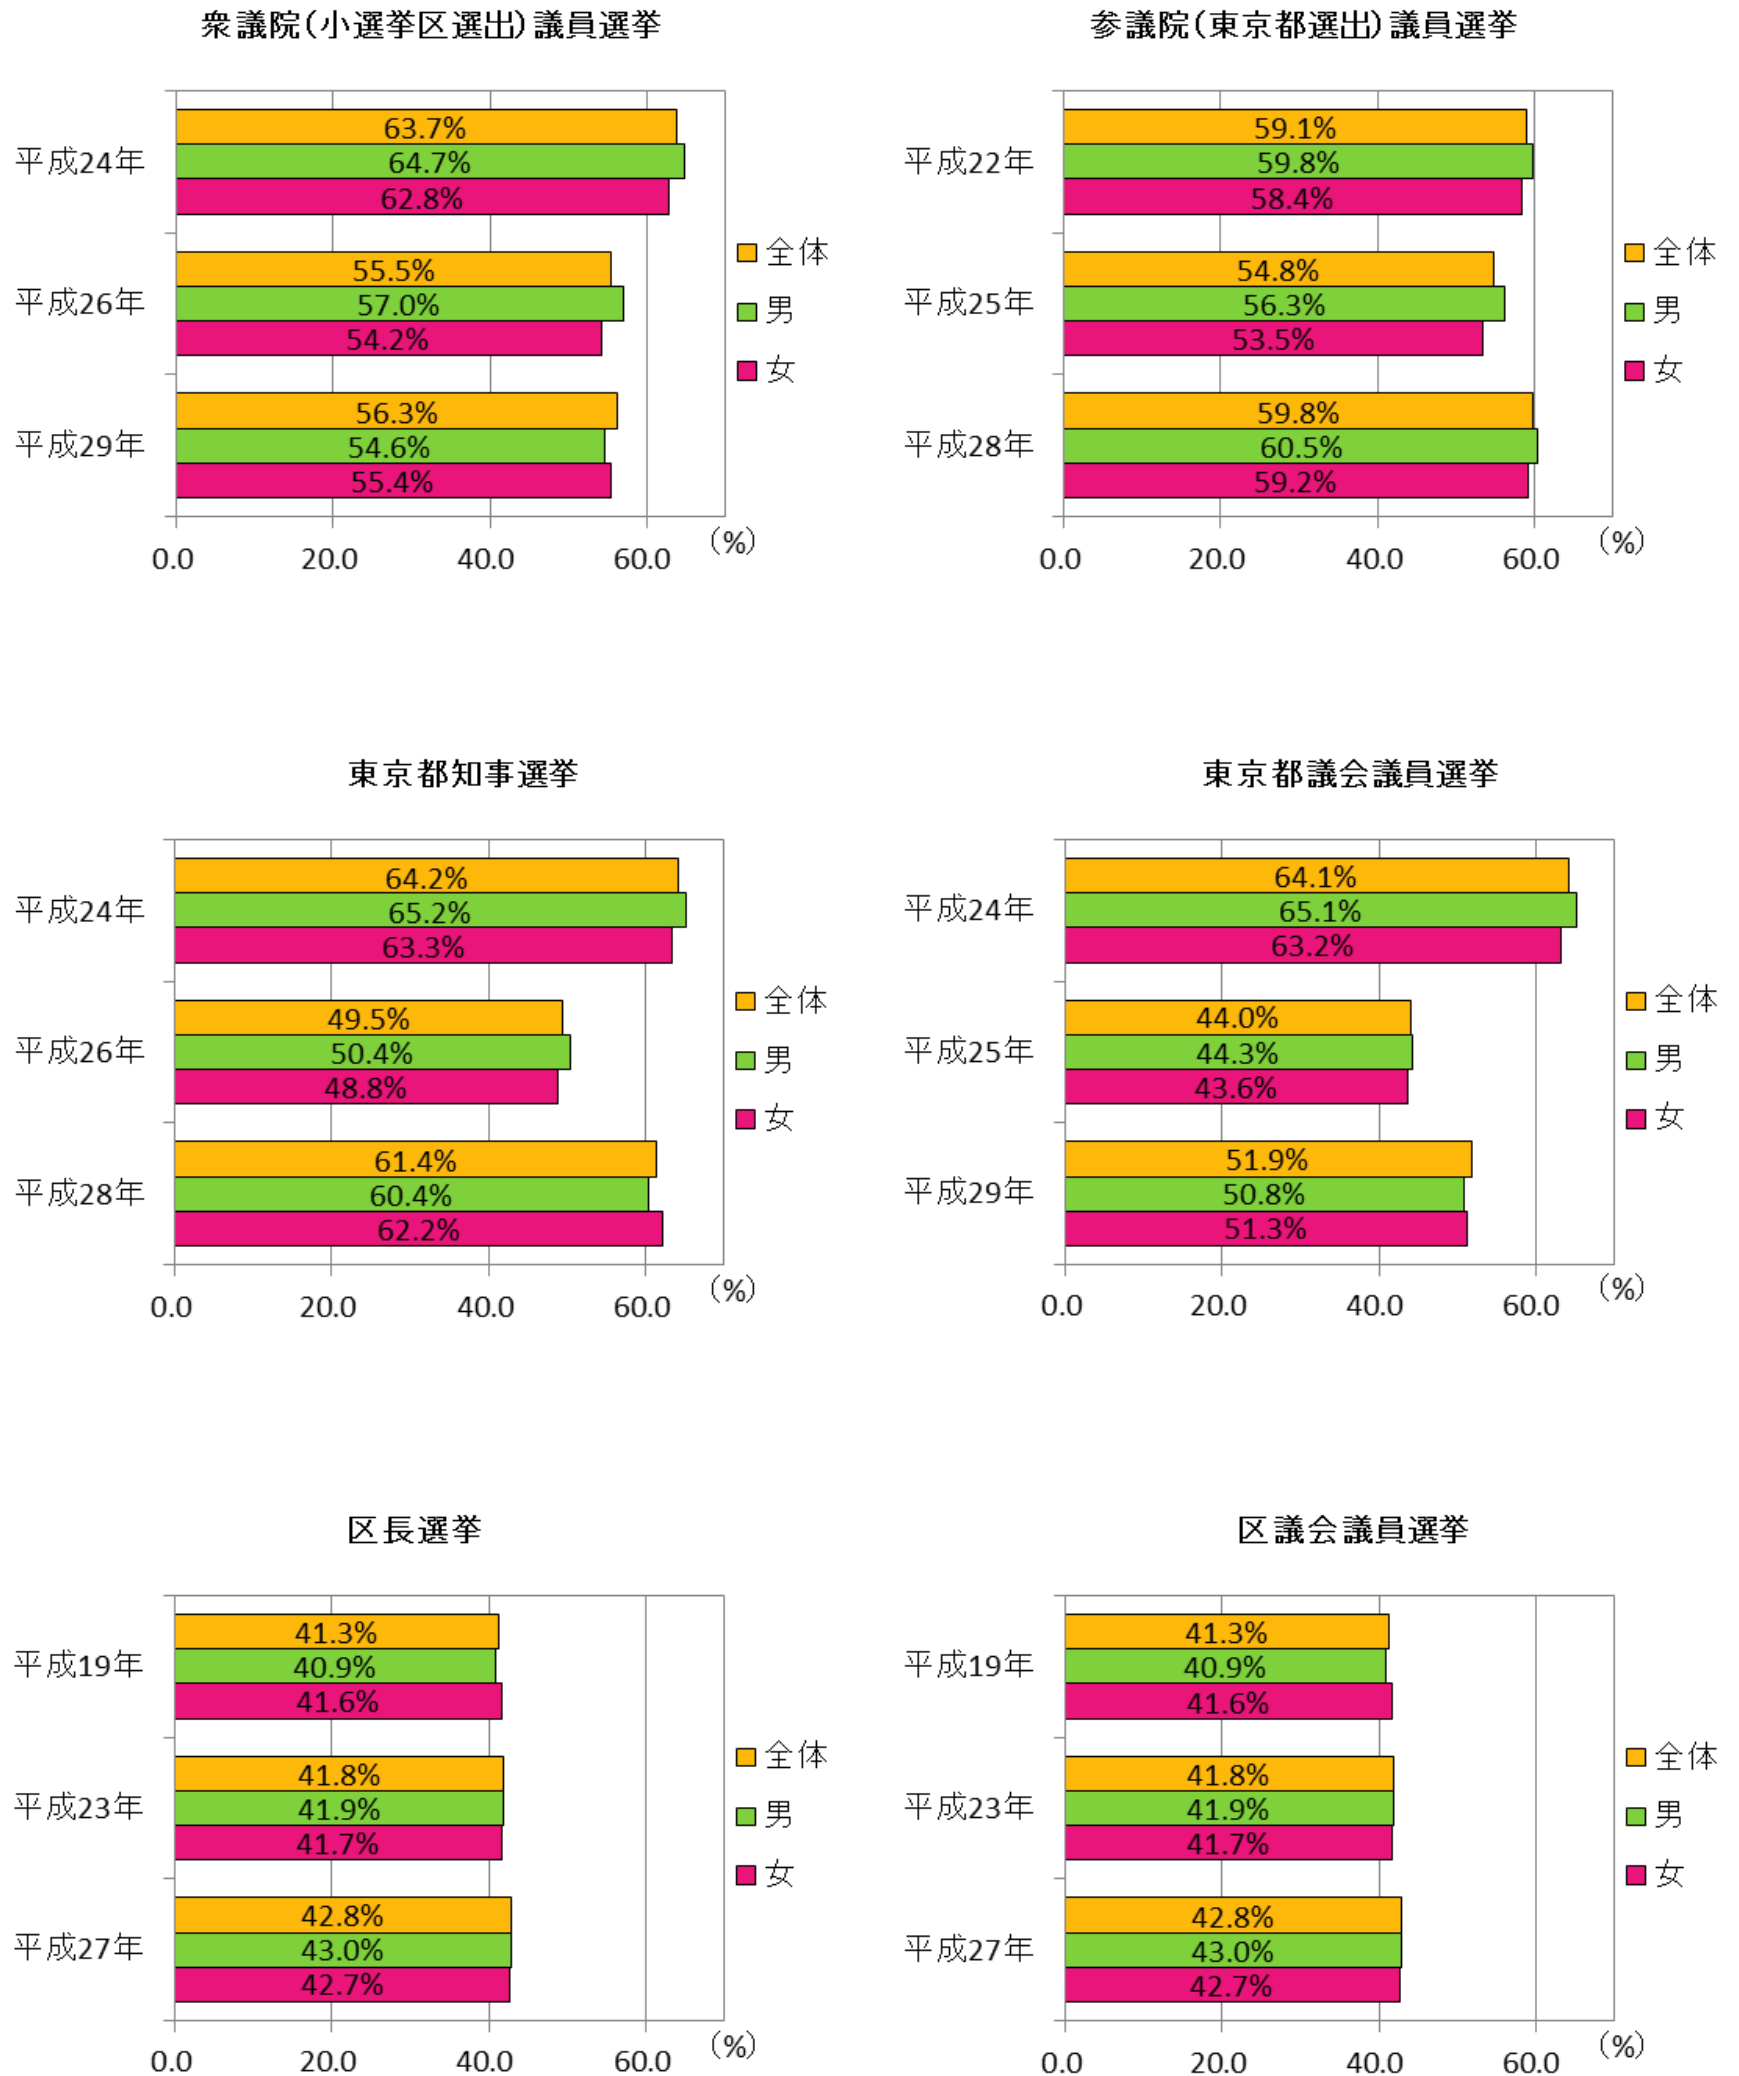 衆議院(小選挙区選出)議員選挙
平成24年
63.7%
64.7%
62.8%
平成26年
55.5%
57.0%
54.2%
平成29年
56.3%
54.6%
55.4%
全体
男
女
0.0 20.0 40.0 60.0 (%)
参議院(東京都選出)議員選挙
平成22年
59.1%
59.8%
58.4%
平成25年
54.8%
56.3%
53.5%
平成28年
59.8%
60.5%
59.2%
全体
男
女
0.0 20.0 40.0 60.0 (%)
東京都知事選挙
平成24年
64.2%
65.2%
63.3%
平成26年
49.5%
50.4%
48.8%
平成28年
61.4%
60.4%
62.2%
全体
男
女
0.0 20.0 40.0 60.0 (%)
東京都議会議員選挙
平成24年
64.1%
65.1%
63.2%
平成25年
44.0%
44.3%
43.6%
平成29年
51.9%
50.8%
51.3%
全体
男
女
0.0 20.0 40.0 60.0 (%)
区長選挙
平成19年
41.3%
40.9%
41.6%
平成23年
41.8%
41.9%
41.7%
平成27年
42.8%
43.0%
42.7%
全体
男
女
0.0 20.0 40.0 60.0 (%)
区議会議員選挙
平成19年
41.3%
40.9%
41.6%
平成23年
41.8%
41.9%
41.7%
平成27年
42.8%
43.0%
42.7%
全体
男
女
0.0 20.0 40.0 60.0 (%)